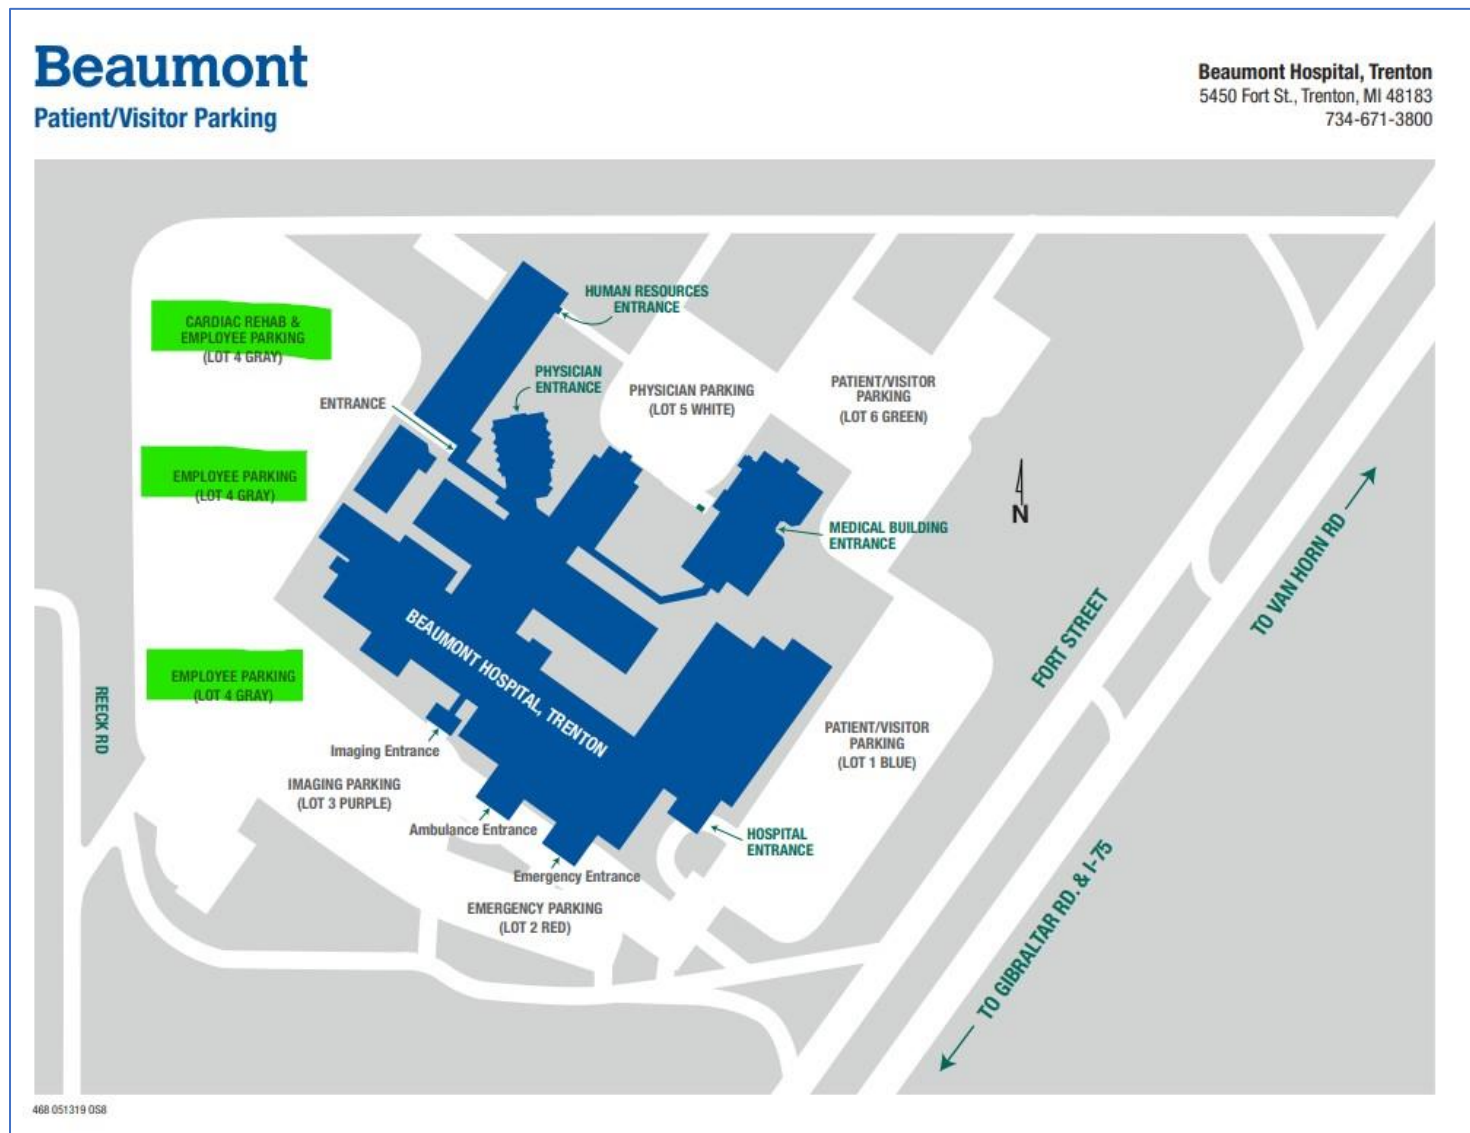 Beaumont
Patient/Visitor Parking
Beaumont Hospital, Trenton
5450 Fort St., Trenton, MI 48183
734-671-3800
HUMAN RESOURCES
ENTRANCE
CARDIAC REHAB &
EMPLOYEE PARKING
(LOT 4 GRAY)
PHYSICIAN
ENTRANCE
ENTRANCE
PHYSICIAN PARKING
(LOT 5 WHITE)
PATIENT/VISITOR
PARKING
(LOT 6 GREEN)
EMPLOYEE PARKING
(LOT 4 GRAY)
N
MEDICAL BUILDING
ENTRANCE
TO VAN HORN RD
FORT STREET
BEAUMONT HOSPITAL, TRENTON
EMPLOYEE PARKING
(LOT 4 GRAY)
REECK RD
Imaging Entrance
IMAGING PARKING
(LOT 3 PURPLE)
PATIENT/VISITOR
PARKING
(LOT 1 BLUE)
Ambulance Entrance
HOSPITAL
ENTRANCE
Emergency Entrance
EMERGENCY PARKING
(LOT 2 RED)
TO GIBRALTAR RD. & I-75
468 051319 OS8